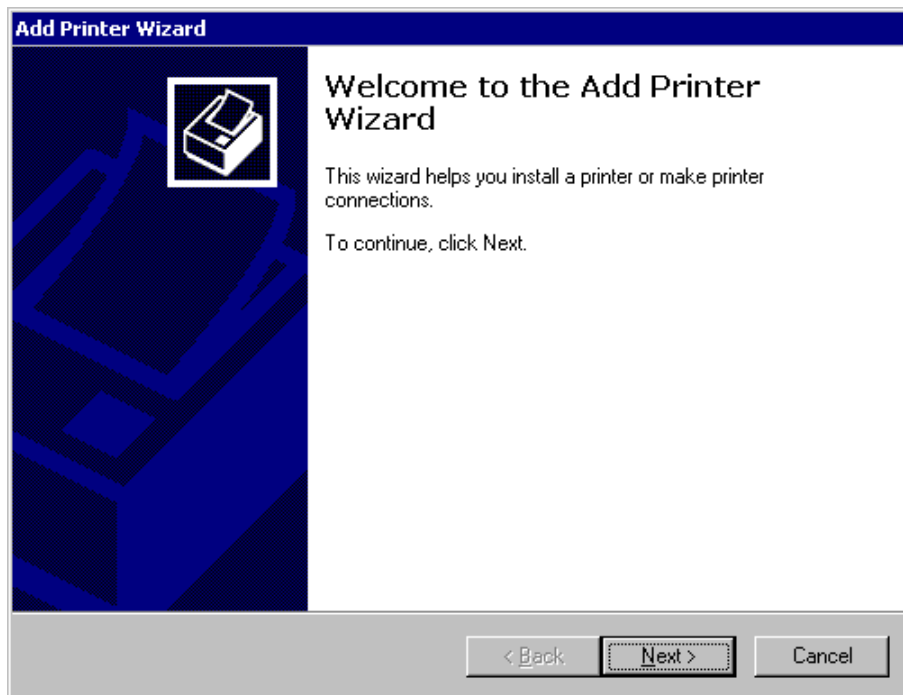 Add Printer Wizard
Welcome to the Add Printer
Wizard
This wizard helps you install a printer or make printer
connections.
To continue, click Next.
< Back
Next >
Cancel